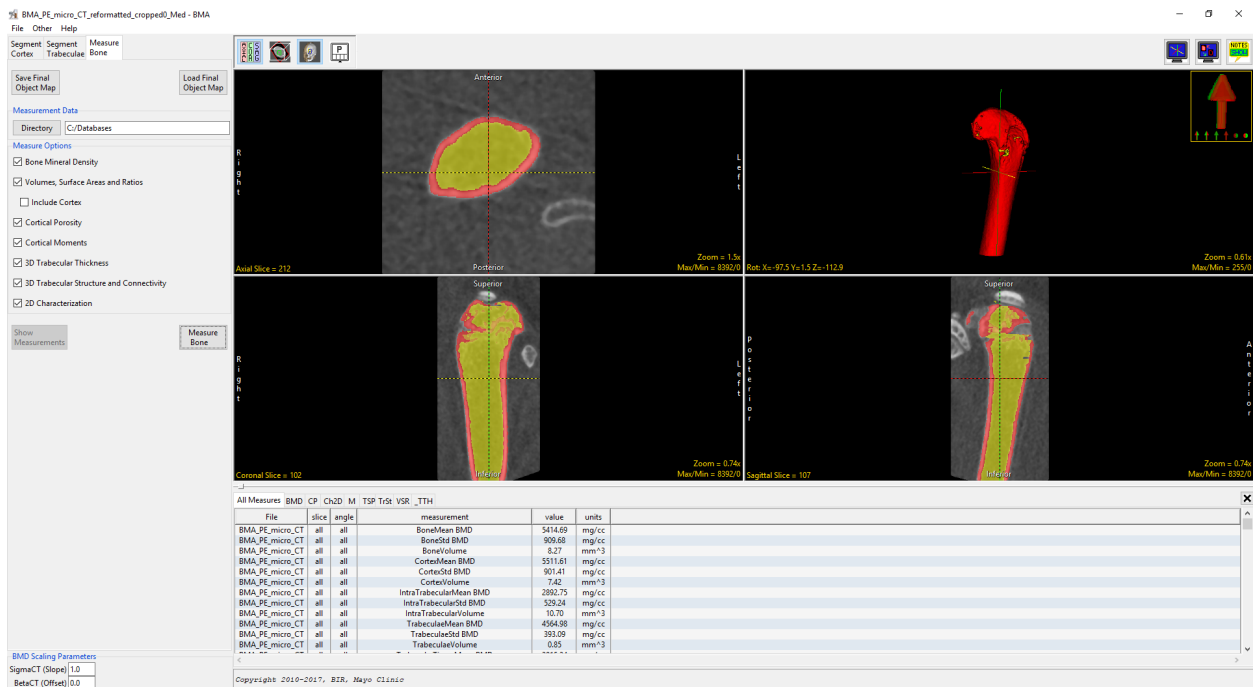 BMA_PE_micro_CT_reformatted_cropped0_Med - BMA
File Other Help
Segment Cortex
Segment Trabeculae
Measure Bone
Save Final Object Map
Load Final Object Map
Measurement Data
Directory C:/Databases
Measure Options
Bone Mineral Density
Volumes, Surface Areas and Ratios
Include Cortex
Cortical Porosity
Cortical Moments
3D Trabecular Thickness
3D Trabecular Structure and Connectivity
2D Characterization
Show Measurements
Measure Bone
BMD Scaling Parameters
SigmaCT (Slope) 1.0
BetaCT (Offset) 0.0
P
NOTES
SHOW
Anterior
Right
Left
Posterior
Axial Slice = 212
Zoom = 1.5x
Max/Min = 8392/0
Rot: X=-97.5 Y=1.5 Z=-112.9
Zoom = 0.61x
Max/Min = 255/0
Superior
Right
Left
Inferior
Coronal Slice = 102
Zoom = 0.74x
Max/Min = 8392/0
Superior
Posterior
Anterior
Inferior
Sagittal Slice = 107
Zoom = 0.74x
Max/Min = 8392/0
All Measures BMD CP Ch2D M TSP TrSt VSR _TTH
File slice angle measurement value units
BMA_PE_micro_CT all all BoneMean BMD 5414.69 mg/cc
BMA_PE_micro_CT all all BoneStd BMD 909.68 mg/cc
BMA_PE_micro_CT all all BoneVolume 8.27 mm^3
BMA_PE_micro_CT all all CortexMean BMD 5511.61 mg/cc
BMA_PE_micro_CT all all CortexStd BMD 901.41 mg/cc
BMA_PE_micro_CT all all CortexVolume 7.42 mm^3
BMA_PE_micro_CT all all IntraTrabecularMean BMD 2892.75 mg/cc
BMA_PE_micro_CT all all IntraTrabecularStd BMD 529.24 mg/cc
BMA_PE_micro_CT all all IntraTrabecularVolume 10.70 mm^3
BMA_PE_micro_CT all all TrabeculaeMean BMD 4564.98 mg/cc
BMA_PE_micro_CT all all TrabeculaeStd BMD 393.09 mg/cc
BMA_PE_micro_CT all all TrabeculaeVolume 0.85 mm^3
Copyright 2010-2017, BIR, Mayo Clinic